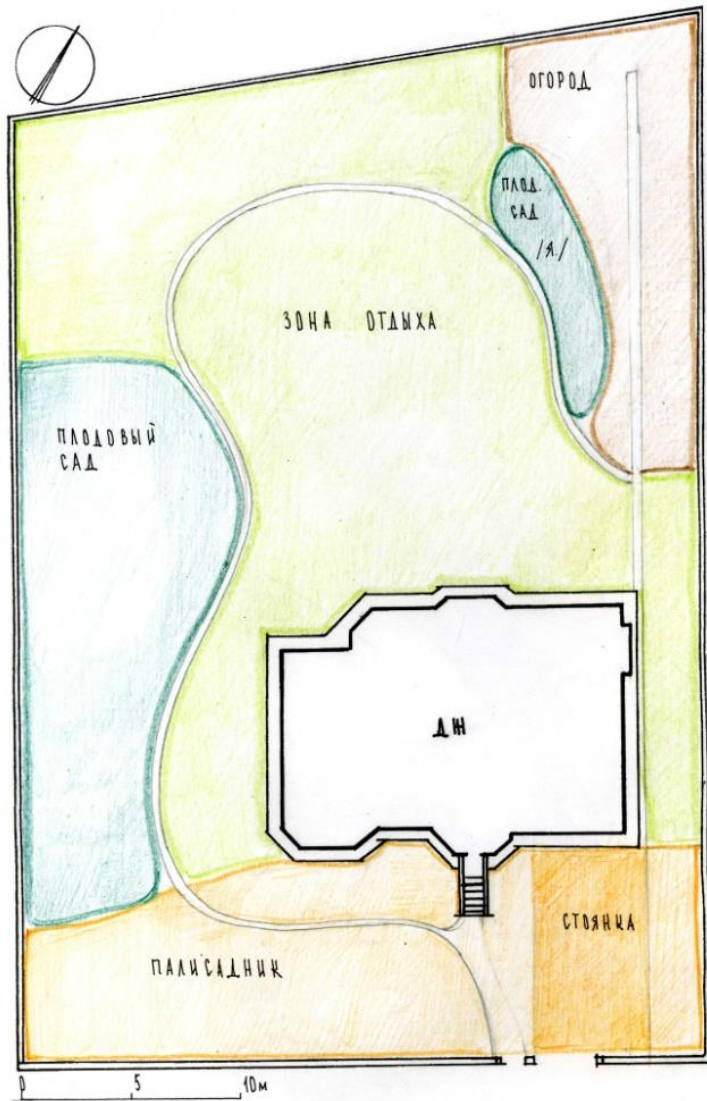 ОГОРОД
ПЛОД.
САД
/Я./
ЗОНА ОТДЫХА
ПЛОДОВЫЙ
САД
ДЖ
СТОЯНКА
ПАЛИСАДНИК
0 5 10м